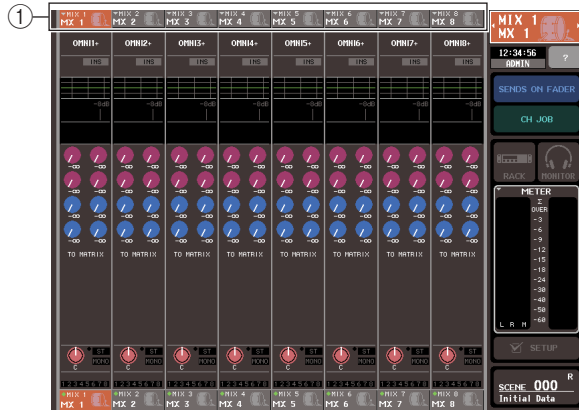 1
MIX 1 MIX 2 MIX 3 MIX 4 MIX 5 MIX 6 MIX 7 MIX 8
MX 1 MX 2 MX 3 MX 4 MX 5 MX 6 MX 7 MX 8
MIX 1
MX 1
OMNI1+ OMNI2+ OMNI3+ OMNI4+ OMNI5+ OMNI6+ OMNI7+ OMNI8+
INS INS INS INS INS INS INS INS
12:34:56
ADMIN
?
SENDS ON FADER
-0dB -0dB -0dB -0dB -0dB -0dB -0dB -0dB
CH JOB
RACK MONITOR
-∞ -∞ -∞ -∞ -∞ -∞ -∞ -∞ -∞ -∞ -∞ -∞ -∞ -∞ -∞ -∞
-∞ -∞ -∞ -∞ -∞ -∞ -∞ -∞ -∞ -∞ -∞ -∞ -∞ -∞ -∞ -∞
-∞ -∞ -∞ -∞ -∞ -∞ -∞ -∞ -∞ -∞ -∞ -∞ -∞ -∞ -∞ -∞
-∞ -∞ -∞ -∞ -∞ -∞ -∞ -∞ -∞ -∞ -∞ -∞ -∞ -∞ -∞ -∞
TO MATRIX TO MATRIX TO MATRIX TO MATRIX TO MATRIX TO MATRIX TO MATRIX TO MATRIX
METER
Σ
OVER
-3
-6
-9
-12
-15
-18
-24
-30
-40
-50
-60
L R M
SETUP
ST ST ST ST ST ST ST ST
MONO MONO MONO MONO MONO MONO MONO MONO
C C C C C C C C
12345678 12345678 12345678 12345678 12345678 12345678 12345678 12345678
MIX 1 MIX 2 MIX 3 MIX 4 MIX 5 MIX 6 MIX 7 MIX 8
MX 1 MX 2 MX 3 MX 4 MX 5 MX 6 MX 7 MX 8
R
SCENE 000
Initial Data